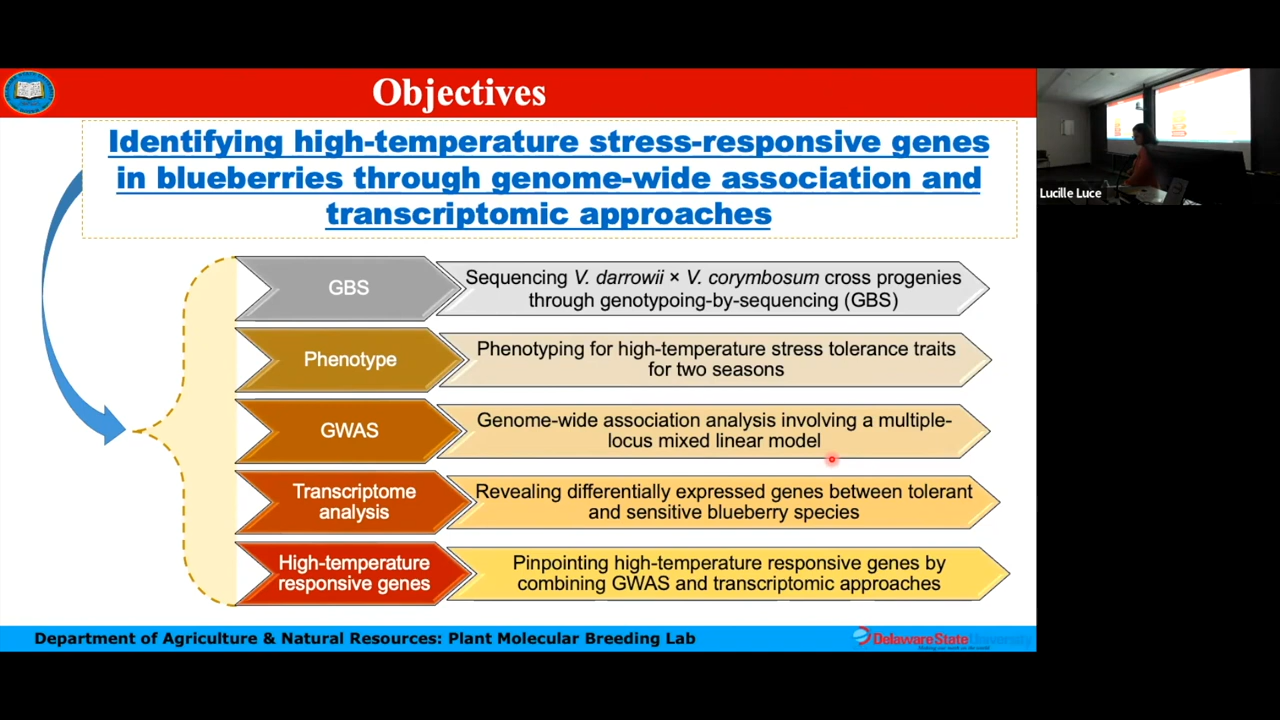 Objectives
Identifying high-temperature stress-responsive genes
in blueberries through genome-wide association and
transcriptomic approaches
GBS
Sequencing V. darrowii × V. corymbosum cross progenies
through genotypoing-by-sequencing (GBS)
Phenotype
Phenotyping for high-temperature stress tolerance traits
for two seasons
GWAS
Genome-wide association analysis involving a multiple-
locus mixed linear model
Transcriptome
analysis
Revealing differentially expressed genes between tolerant
and sensitive blueberry species
High-temperature
responsive genes
Pinpointing high-temperature responsive genes by
combining GWAS and transcriptomic approaches
Department of Agriculture & Natural Resources: Plant Molecular Breeding Lab
DelawareStateUniversity
Lucille Luce